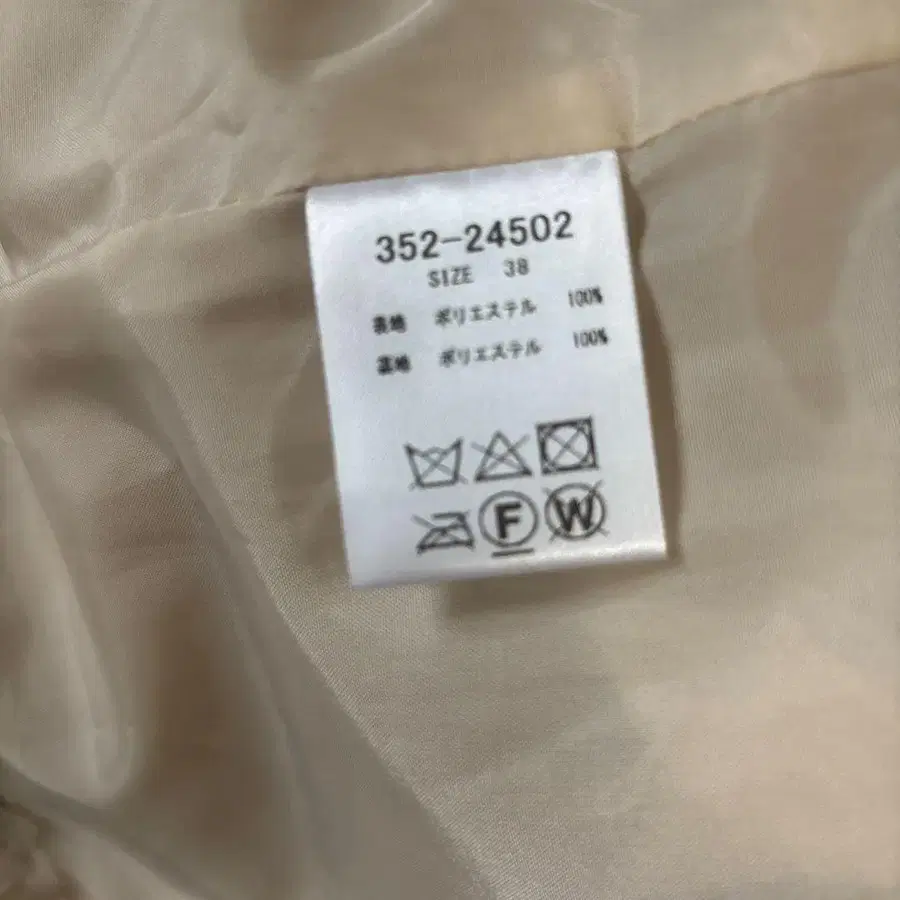 352-24502
SIZE 38
表地 ポリエステル 100%
裏地 ポリエステル 100%
F W